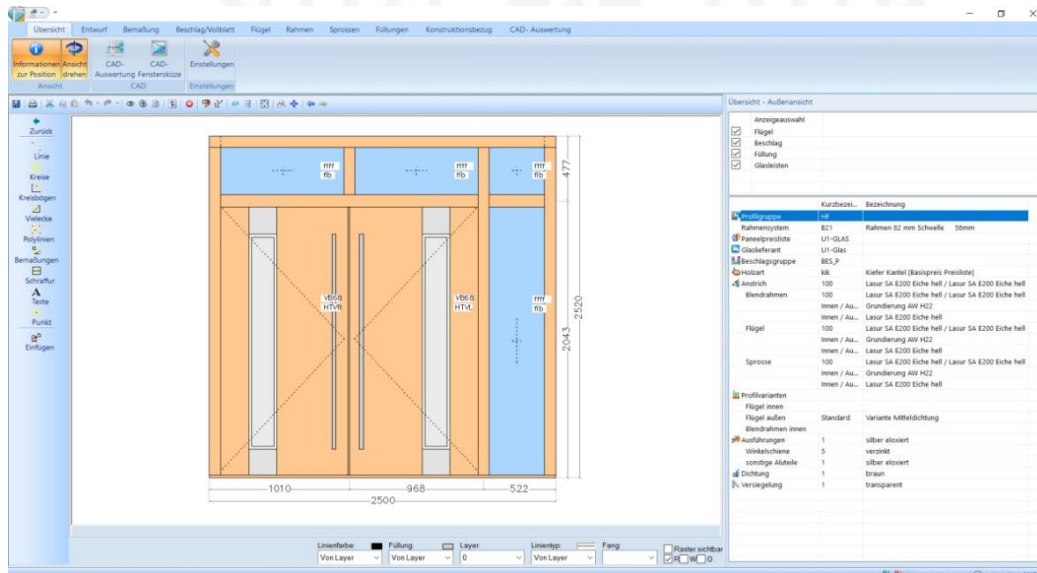 Übersicht Entwurf Bemaßung Beschlag/Vollblatt Flügel Rahmen Sprossen Füllungen Konstruktionsbezug CAD- Auswertung
Informationen zur Position
Ansicht drehen
CAD-Auswertung
CAD-Fensterskizze
Einstellungen
Ansicht CAD Einstellungen
Zurück
Linie
Kreise
Kreisbögen
Vielecke
Polylinien
Bemaßungen
Schraffur
A
Texte
Punkt
Einfügen
ffff
flb
ffff
flb
ffff
flb
477
VB68
HTVR
VB68
HTVL
ffff
flb
2520
2043
1010 968 522
2500
Linienfarbe: Füllung: Layer: Linientyp: Fang:
Von Layer Von Layer 0 Von Layer
Raster sichtbar
R W O
Übersicht - Außenansicht
Anzeigeauswahl
Flügel
Beschlag
Füllung
Glasleisten
Kurzbezei... Bezeichnung
Profilgruppe HF
Rahmensystem B21 Rahmen 82 mm Schwelle 58mm
Paneelpreisliste U1-GLAS
Glaslieferant U1-Glas
Beschlagsgruppe BES_P
Holzart kik Kiefer Kantel (Basispreis Preisliste)
Anstrich 100 Lasur SA E200 Eiche hell / Lasur SA E200 Eiche hell
Blendrahmen 100 Lasur SA E200 Eiche hell / Lasur SA E200 Eiche hell
Innen / Au... Grundierung AW H22
Innen / Au... Lasur SA E200 Eiche hell
Flügel 100 Lasur SA E200 Eiche hell / Lasur SA E200 Eiche hell
Innen / Au... Grundierung AW H22
Innen / Au... Lasur SA E200 Eiche hell
Sprosse 100 Lasur SA E200 Eiche hell / Lasur SA E200 Eiche hell
Innen / Au... Grundierung AW H22
Innen / Au... Lasur SA E200 Eiche hell
Profilvarianten
Flügel innen
Flügel außen Standard Variante Mitteldichtung
Blendrahmen innen
Ausführungen 1 silber eloxiert
Winkelschiene 5 verzinkt
sonstige Aluteile 1 silber eloxiert
Dichtung 1 braun
Versiegelung 1 transparent